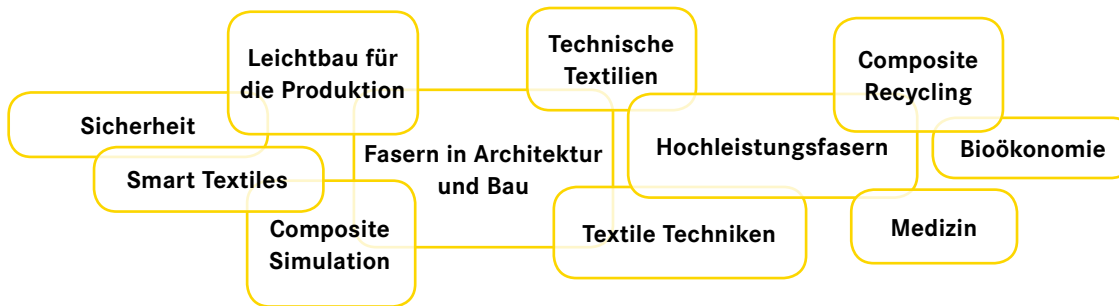 Leichtbau für
die Produktion
Technische
Textilien
Composite
Recycling
Sicherheit
Fasern in Architektur
und Bau
Hochleistungsfasern
Bioökonomie
Smart Textiles
Composite
Simulation
Textile Techniken
Medizin